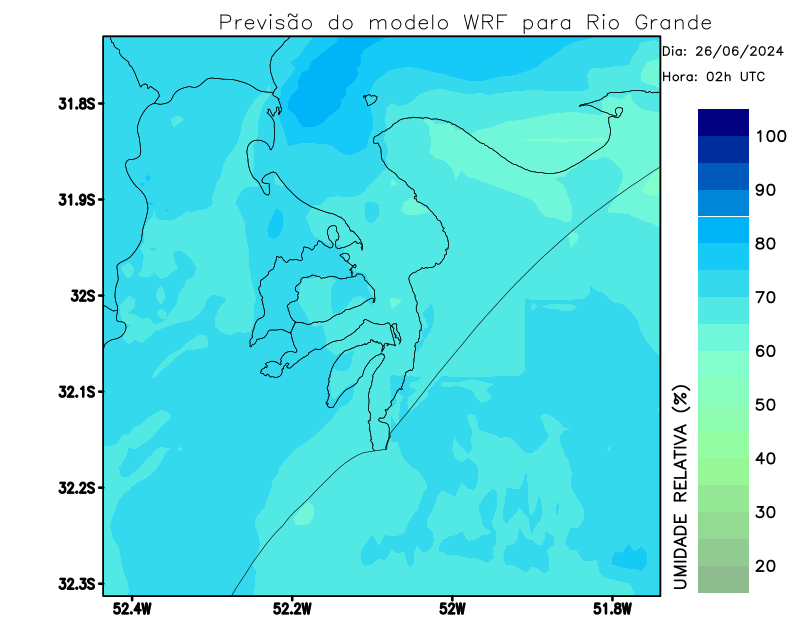 Previsão do modelo WRF para Rio Grande
Dia: 26/06/2024
Hora: 02h UTC
31.8S
31.9S
32S
32.1S
32.2S
32.3S
52.4W
52.2W
52W
51.8W
100
90
80
70
60
50
40
30
20
UMIDADE RELATIVA (%)